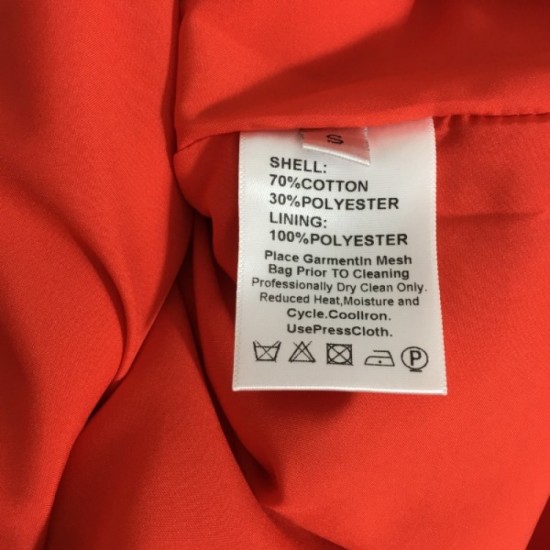 S
SHELL:
70%COTTON
30%POLYESTER
LINING:
100%POLYESTER
Place GarmentIn Mesh
Bag Prior TO Cleaning
Professionally Dry Clean Only.
Reduced Heat,Moisture and
Cycle.CoolIron.
UsePressCloth.
P